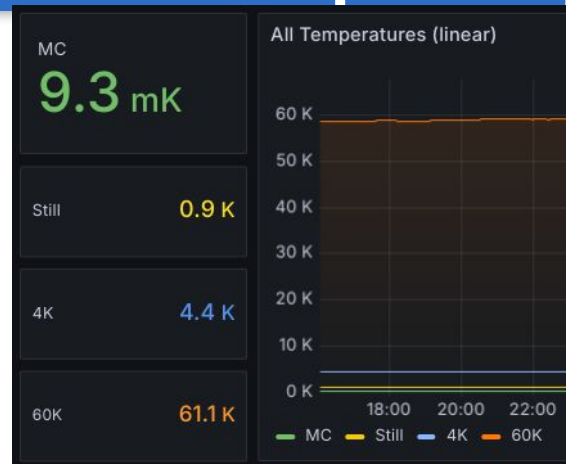 MC
9.3 mK
Still 0.9 K
4K 4.4 K
60K 61.1 K
All Temperatures (linear)
60 K
50 K
40 K
30 K
20 K
10 K
0 K
18:00 20:00 22:00
MC Still 4K 60K